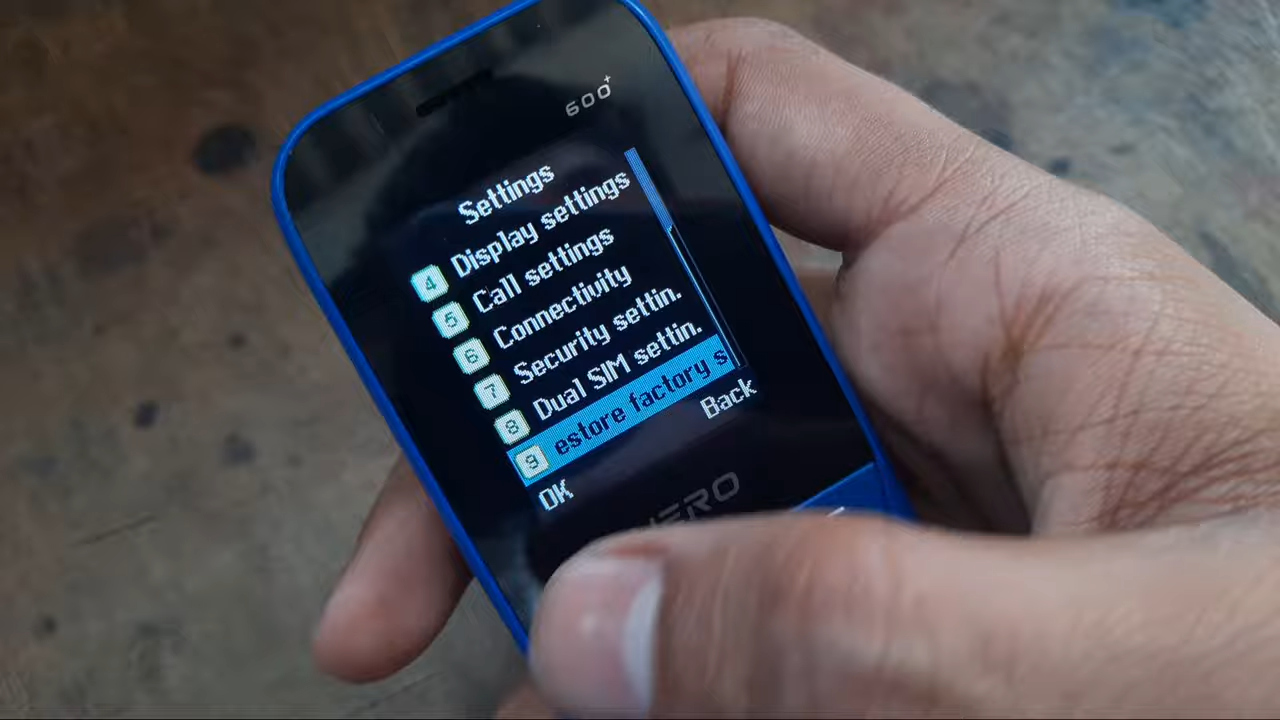 600+
Settings
4 Display settings
5 Call settings
6 Connectivity
7 Security settin.
8 Dual SIM settin.
9 estore factory s
OK Back